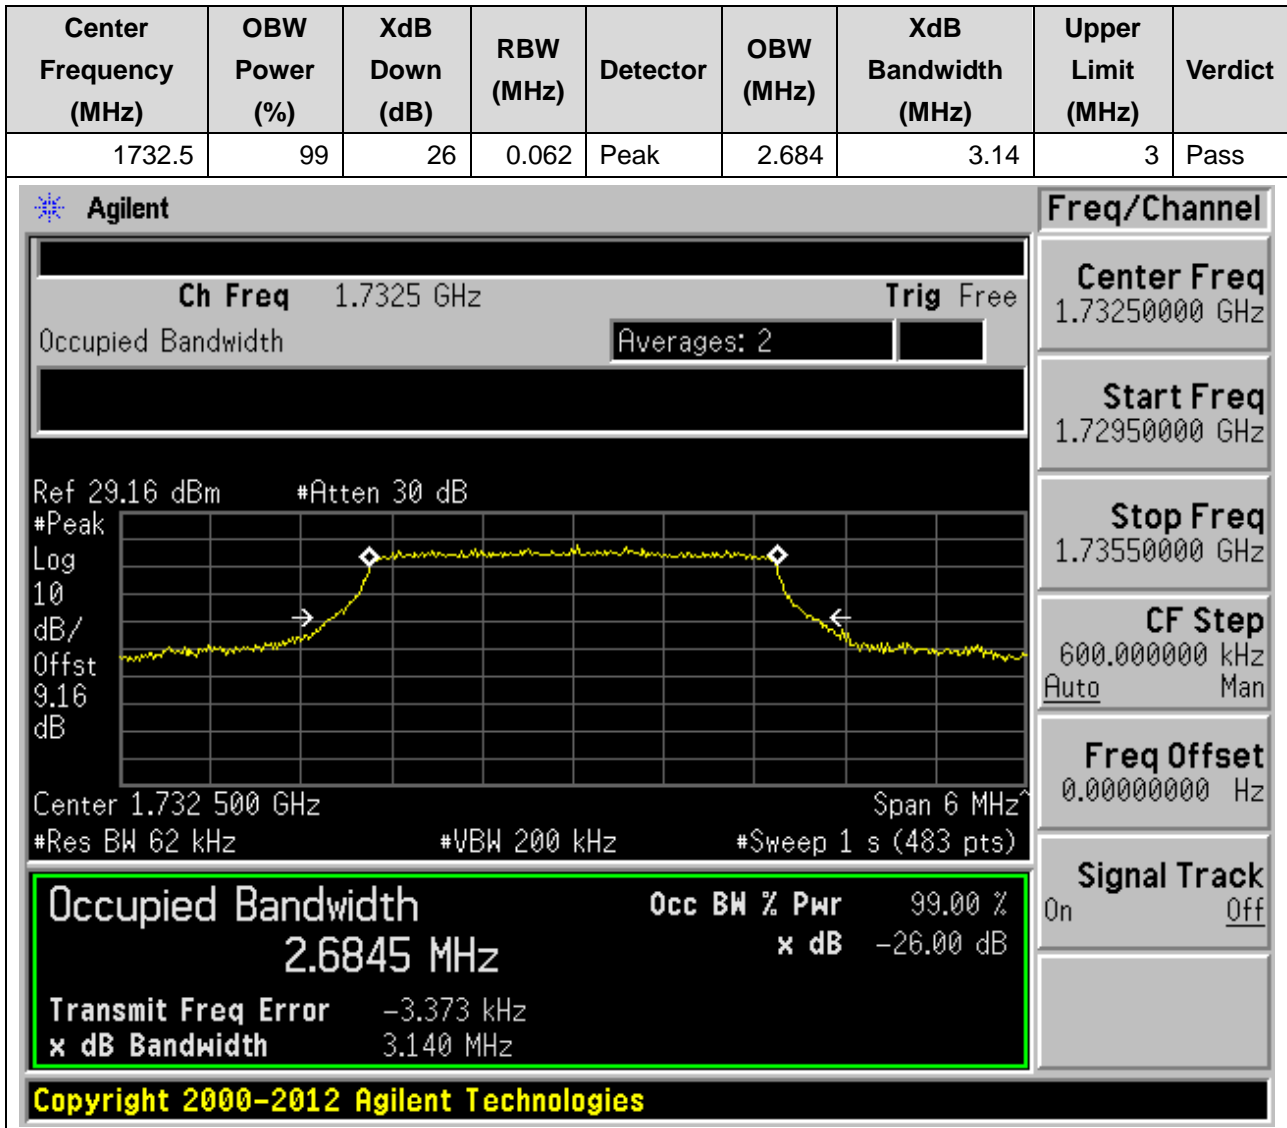 Center Frequency (MHz) OBW Power (%) XdB Down (dB) RBW (MHz) Detector OBW (MHz) XdB Bandwidth (MHz) Upper Limit (MHz) Verdict
1732.5 99 26 0.062 Peak 2.684 3.14 3 Pass
Agilent
Freq/Channel
Ch Freq 1.7325 GHz Trig Free
Occupied Bandwidth Averages: 2
Ref 29.16 dBm #Atten 30 dB
#Peak
Log
10
dB/
Offst
9.16
dB
Center 1.732 500 GHz Span 6 MHz^
#Res BW 62 kHz #VBW 200 kHz #Sweep 1 s (483 pts)
Occupied Bandwidth Occ BW % Pwr 99.00 %
2.6845 MHz x dB -26.00 dB
Transmit Freq Error -3.373 kHz
x dB Bandwidth 3.140 MHz
Center Freq
1.73250000 GHz
Start Freq
1.72950000 GHz
Stop Freq
1.73550000 GHz
CF Step
600.000000 kHz
Auto Man
Freq Offset
0.00000000 Hz
Signal Track
On Off
Copyright 2000-2012 Agilent Technologies